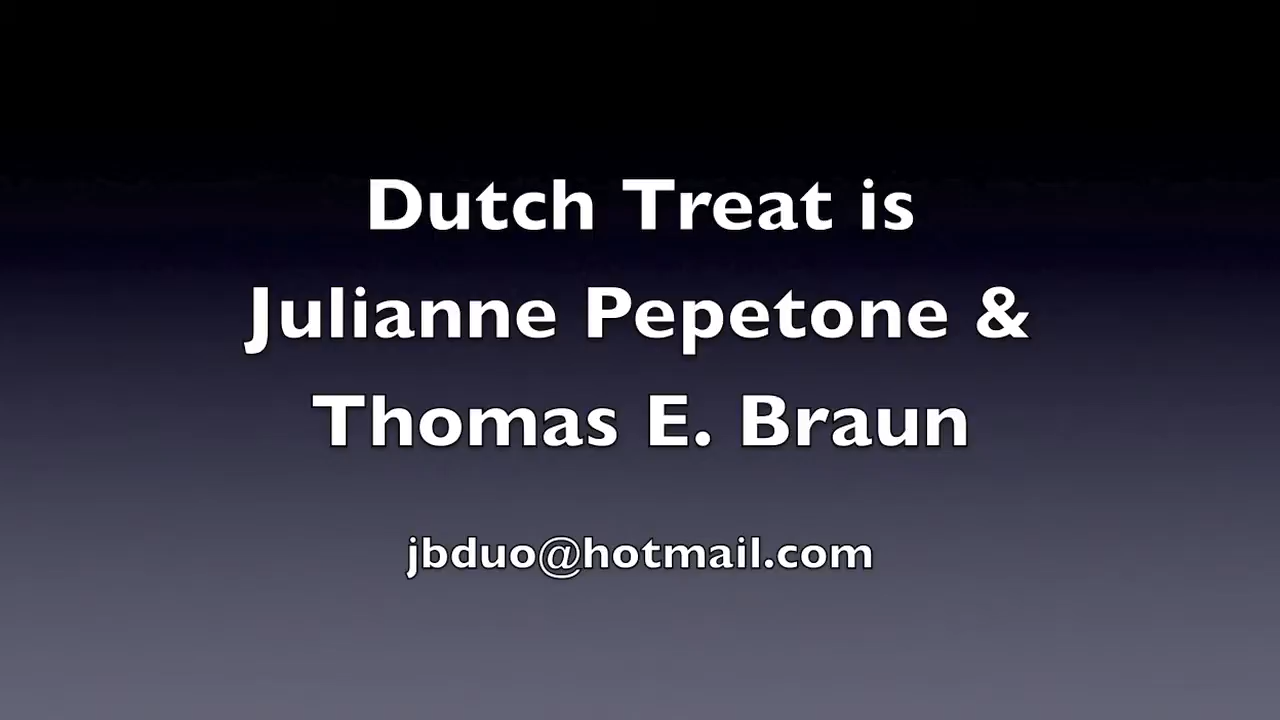 Dutch Treat is
Julianne Pepetone &
Thomas E. Braun
jbduo@hotmail.com